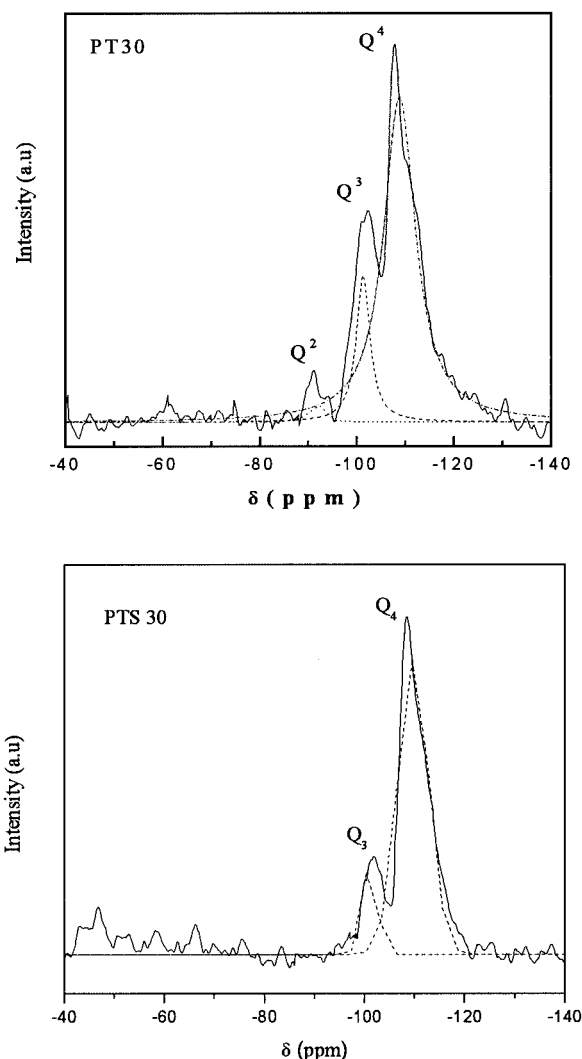 PT30
Q⁴
Q³
Q²
Intensity (a.u)
-40 -60 -80 -100 -120 -140
δ ( p p m )
PTS 30
Q₄
Q₃
Intensity (a.u)
-40 -60 -80 -100 -120 -140
δ (ppm)